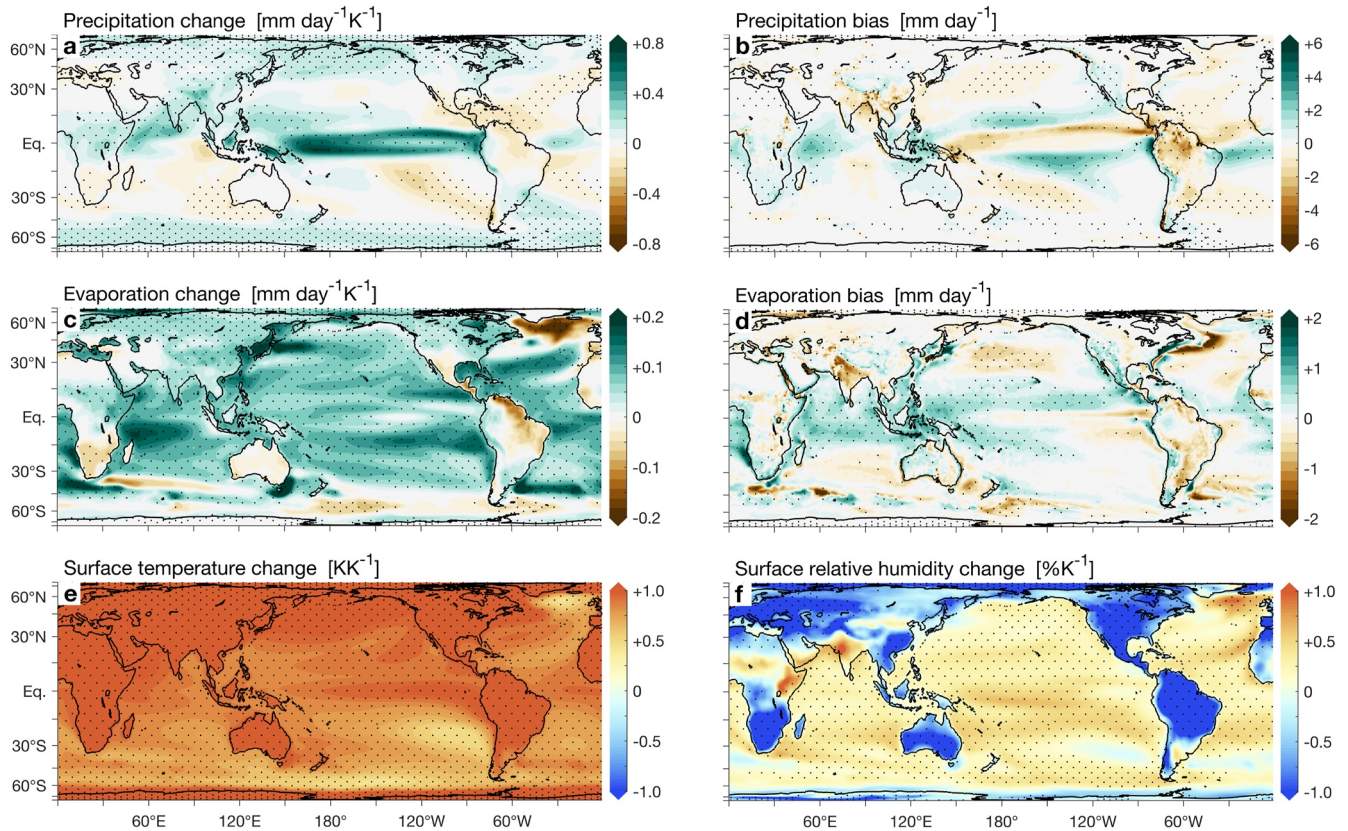 Precipitation change [mm day⁻¹K⁻¹]
a
60°N
30°N
Eq.
30°S
60°S
+0.8
+0.4
0
-0.4
-0.8
Precipitation bias [mm day⁻¹]
b
+6
+4
+2
0
-2
-4
-6
Evaporation change [mm day⁻¹K⁻¹]
c
60°N
30°N
Eq.
30°S
60°S
+0.2
+0.1
0
-0.1
-0.2
Evaporation bias [mm day⁻¹]
d
+2
+1
0
-1
-2
Surface temperature change [KK⁻¹]
e
60°N
30°N
Eq.
30°S
60°S
+1.0
+0.5
0
-0.5
-1.0
60°E 120°E 180° 120°W 60°W
Surface relative humidity change [%K⁻¹]
f
+1.0
+0.5
0
-0.5
-1.0
60°E 120°E 180° 120°W 60°W